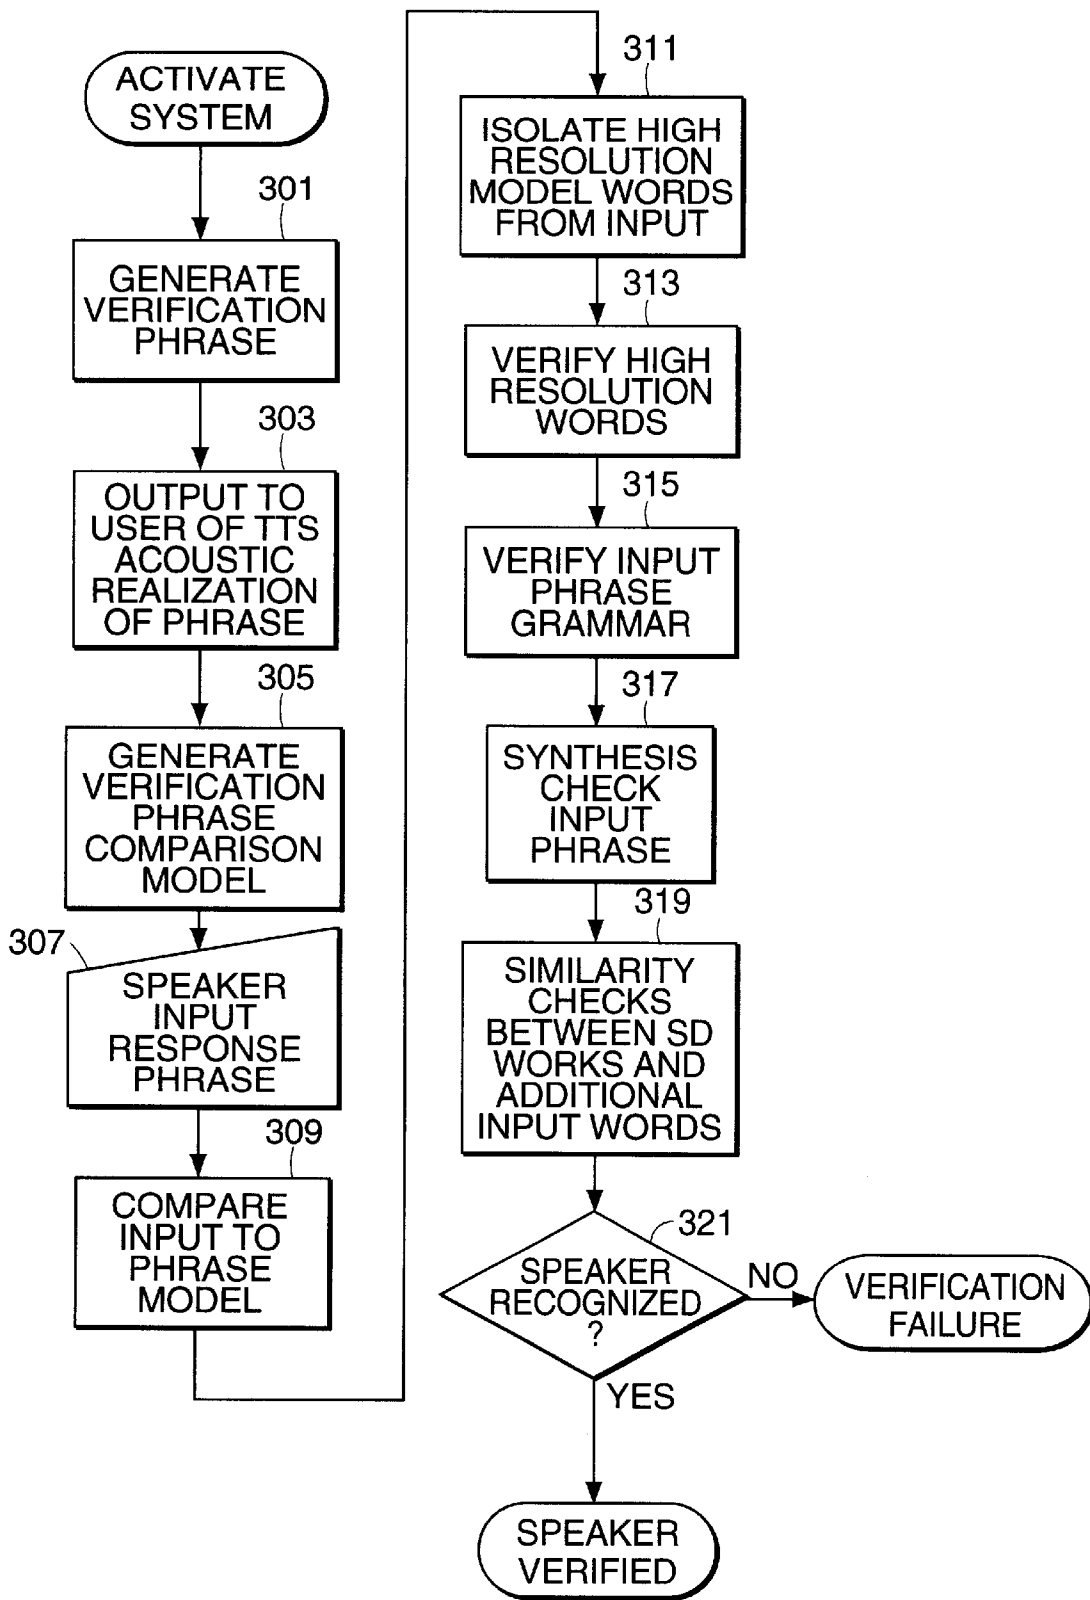 ACTIVATE
SYSTEM
301
GENERATE
VERIFICATION
PHRASE
303
OUTPUT TO
USER OF TTS
ACOUSTIC
REALIZATION
OF PHRASE
305
GENERATE
VERIFICATION
PHRASE
COMPARISON
MODEL
307
SPEAKER
INPUT
RESPONSE
PHRASE
309
COMPARE
INPUT TO
PHRASE
MODEL
311
ISOLATE HIGH
RESOLUTION
MODEL WORDS
FROM INPUT
313
VERIFY HIGH
RESOLUTION
WORDS
315
VERIFY INPUT
PHRASE
GRAMMAR
317
SYNTHESIS
CHECK
INPUT
PHRASE
319
SIMILARITY
CHECKS
BETWEEN SD
WORKS AND
ADDITIONAL
INPUT WORDS
321
SPEAKER
RECOGNIZED
?
NO
VERIFICATION
FAILURE
YES
SPEAKER
VERIFIED